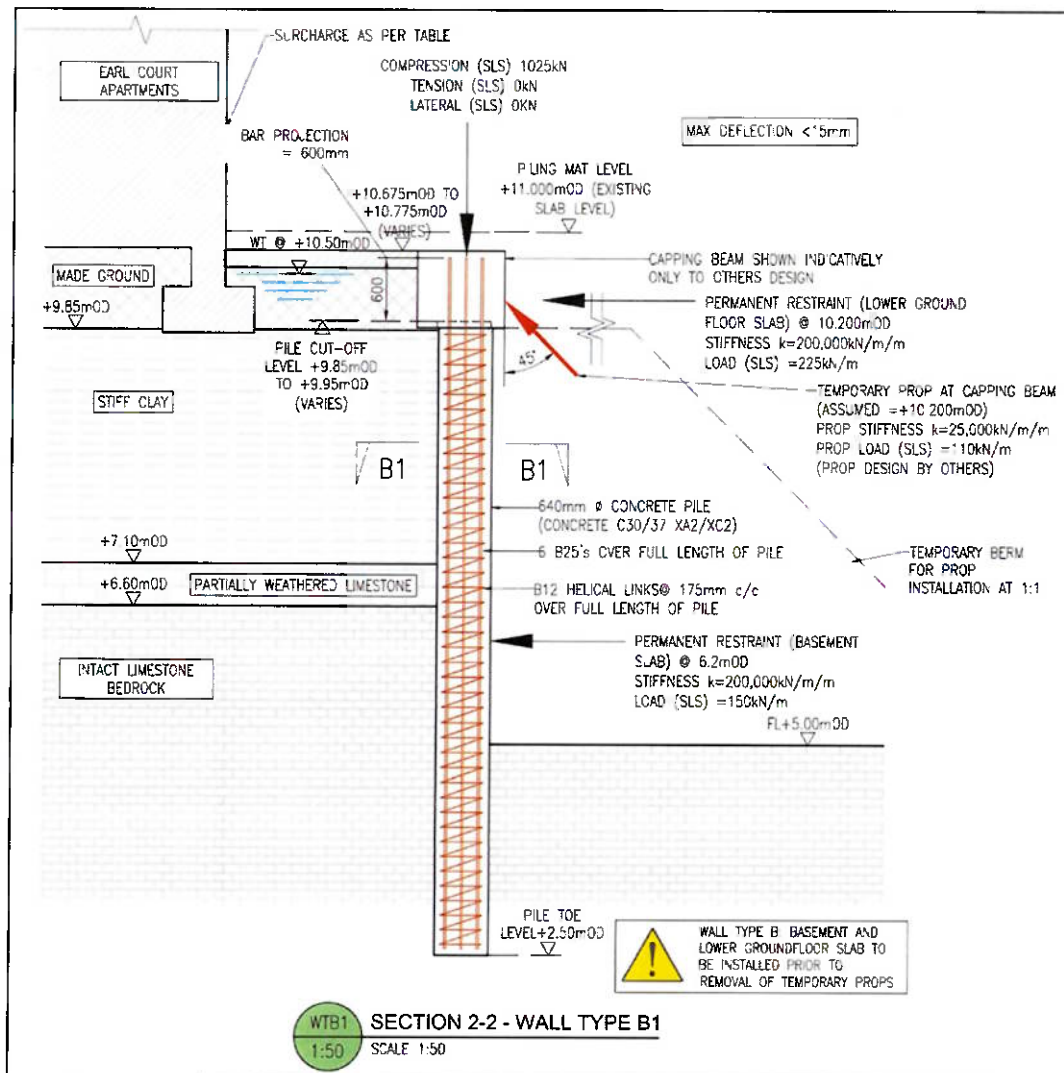 SURCHARGE AS PER TABLE
EARL COURT
APARTMENTS
COMPRESSION (SLS) 1025kN
TENSION (SLS) 0kN
LATERAL (SLS) 0KN
BAR PROJECTION
= 600mm
MAX DEFLECTION <15mm
PILING MAT LEVEL
+11.000mOD (EXISTING
SLAB LEVEL)
+10.675mOD TO
+10.775mOD
(VARIES)
WT @ +10.50mOD
MADE GROUND
+9.85mOD
600
CAPPING BEAM SHOWN INDICATIVELY
ONLY TO OTHERS DESIGN
PERMANENT RESTRAINT (LOWER GROUND
FLOOR SLAB) @ 10.200mOD
STIFFNESS k=200,000kN/m/m
LOAD (SLS) =225kN/m
PILE CUT-OFF
LEVEL +9.85mOD
TO +9.95mOD
(VARIES)
45°
STIFF CLAY
TEMPORARY PROP AT CAPPING BEAM
(ASSUMED =+10.200mOD)
PROP STIFFNESS k=25,000kN/m/m
PROP LOAD (SLS) =110kN/m
(PROP DESIGN BY OTHERS)
B1
B1
640mm ø CONCRETE PILE
(CONCRETE C30/37 XA2/XC2)
6 B25's OVER FULL LENGTH OF PILE
+7.10mOD
TEMPORARY BERM
FOR PROP
INSTALLATION AT 1:1
+6.60mOD
PARTIALLY WEATHERED LIMESTONE
B12 HELICAL LINKS@ 175mm c/c
OVER FULL LENGTH OF PILE
PERMANENT RESTRAINT (BASEMENT
SLAB) @ 6.2mOD
STIFFNESS k=200,000kN/m/m
LOAD (SLS) =150kN/m
INTACT LIMESTONE
BEDROCK
FL+5.00mOD
PILE TOE
LEVEL+2.50mOD
!
WALL TYPE B: BASEMENT AND
LOWER GROUNDFLOOR SLAB TO
BE INSTALLED PRIOR TO
REMOVAL OF TEMPORARY PROPS
WTB1
1:50
SECTION 2-2 - WALL TYPE B1
SCALE 1:50